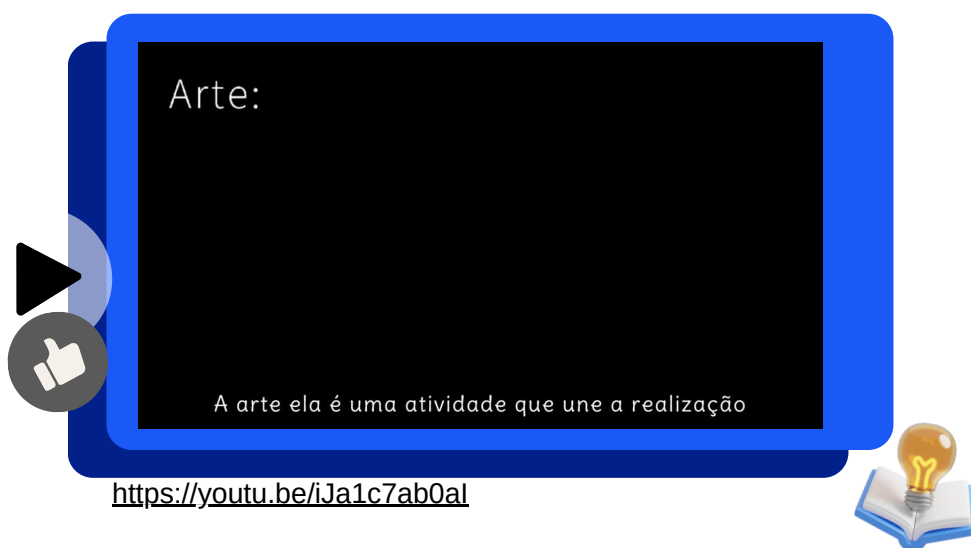 Arte:
A arte ela é uma atividade que une a realização
https://youtu.be/iJa1c7ab0aI